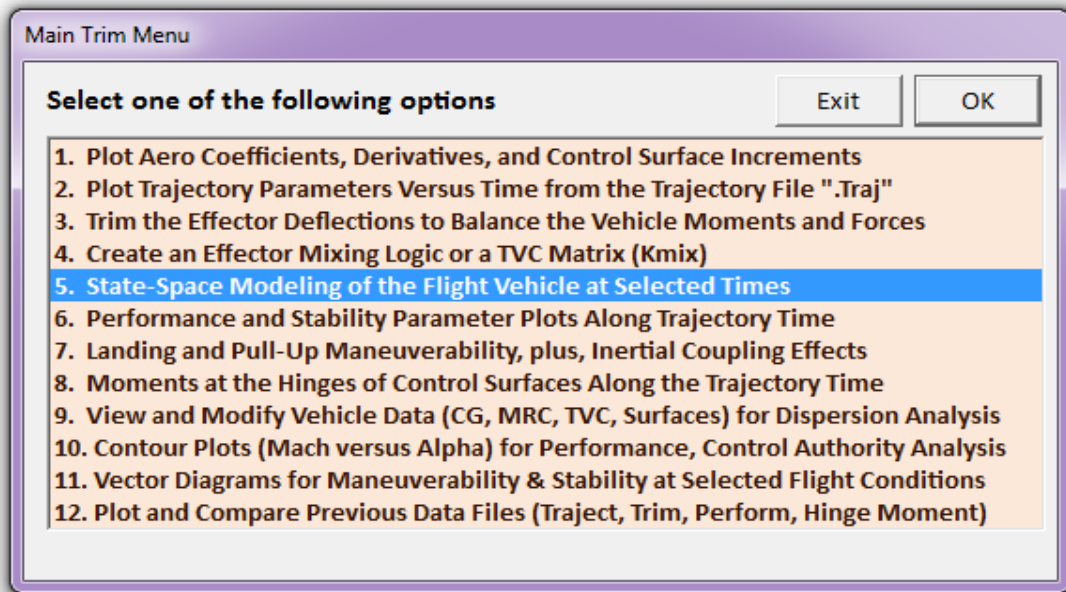 Main Trim Menu
Select one of the following options
Exit
OK
1. Plot Aero Coefficients, Derivatives, and Control Surface Increments
2. Plot Trajectory Parameters Versus Time from the Trajectory File ".Traj"
3. Trim the Effector Deflections to Balance the Vehicle Moments and Forces
4. Create an Effector Mixing Logic or a TVC Matrix (Kmix)
5. State-Space Modeling of the Flight Vehicle at Selected Times
6. Performance and Stability Parameter Plots Along Trajectory Time
7. Landing and Pull-Up Maneuverability, plus, Inertial Coupling Effects
8. Moments at the Hinges of Control Surfaces Along the Trajectory Time
9. View and Modify Vehicle Data (CG, MRC, TVC, Surfaces) for Dispersion Analysis
10. Contour Plots (Mach versus Alpha) for Performance, Control Authority Analysis
11. Vector Diagrams for Maneuverability & Stability at Selected Flight Conditions
12. Plot and Compare Previous Data Files (Traject, Trim, Perform, Hinge Moment)